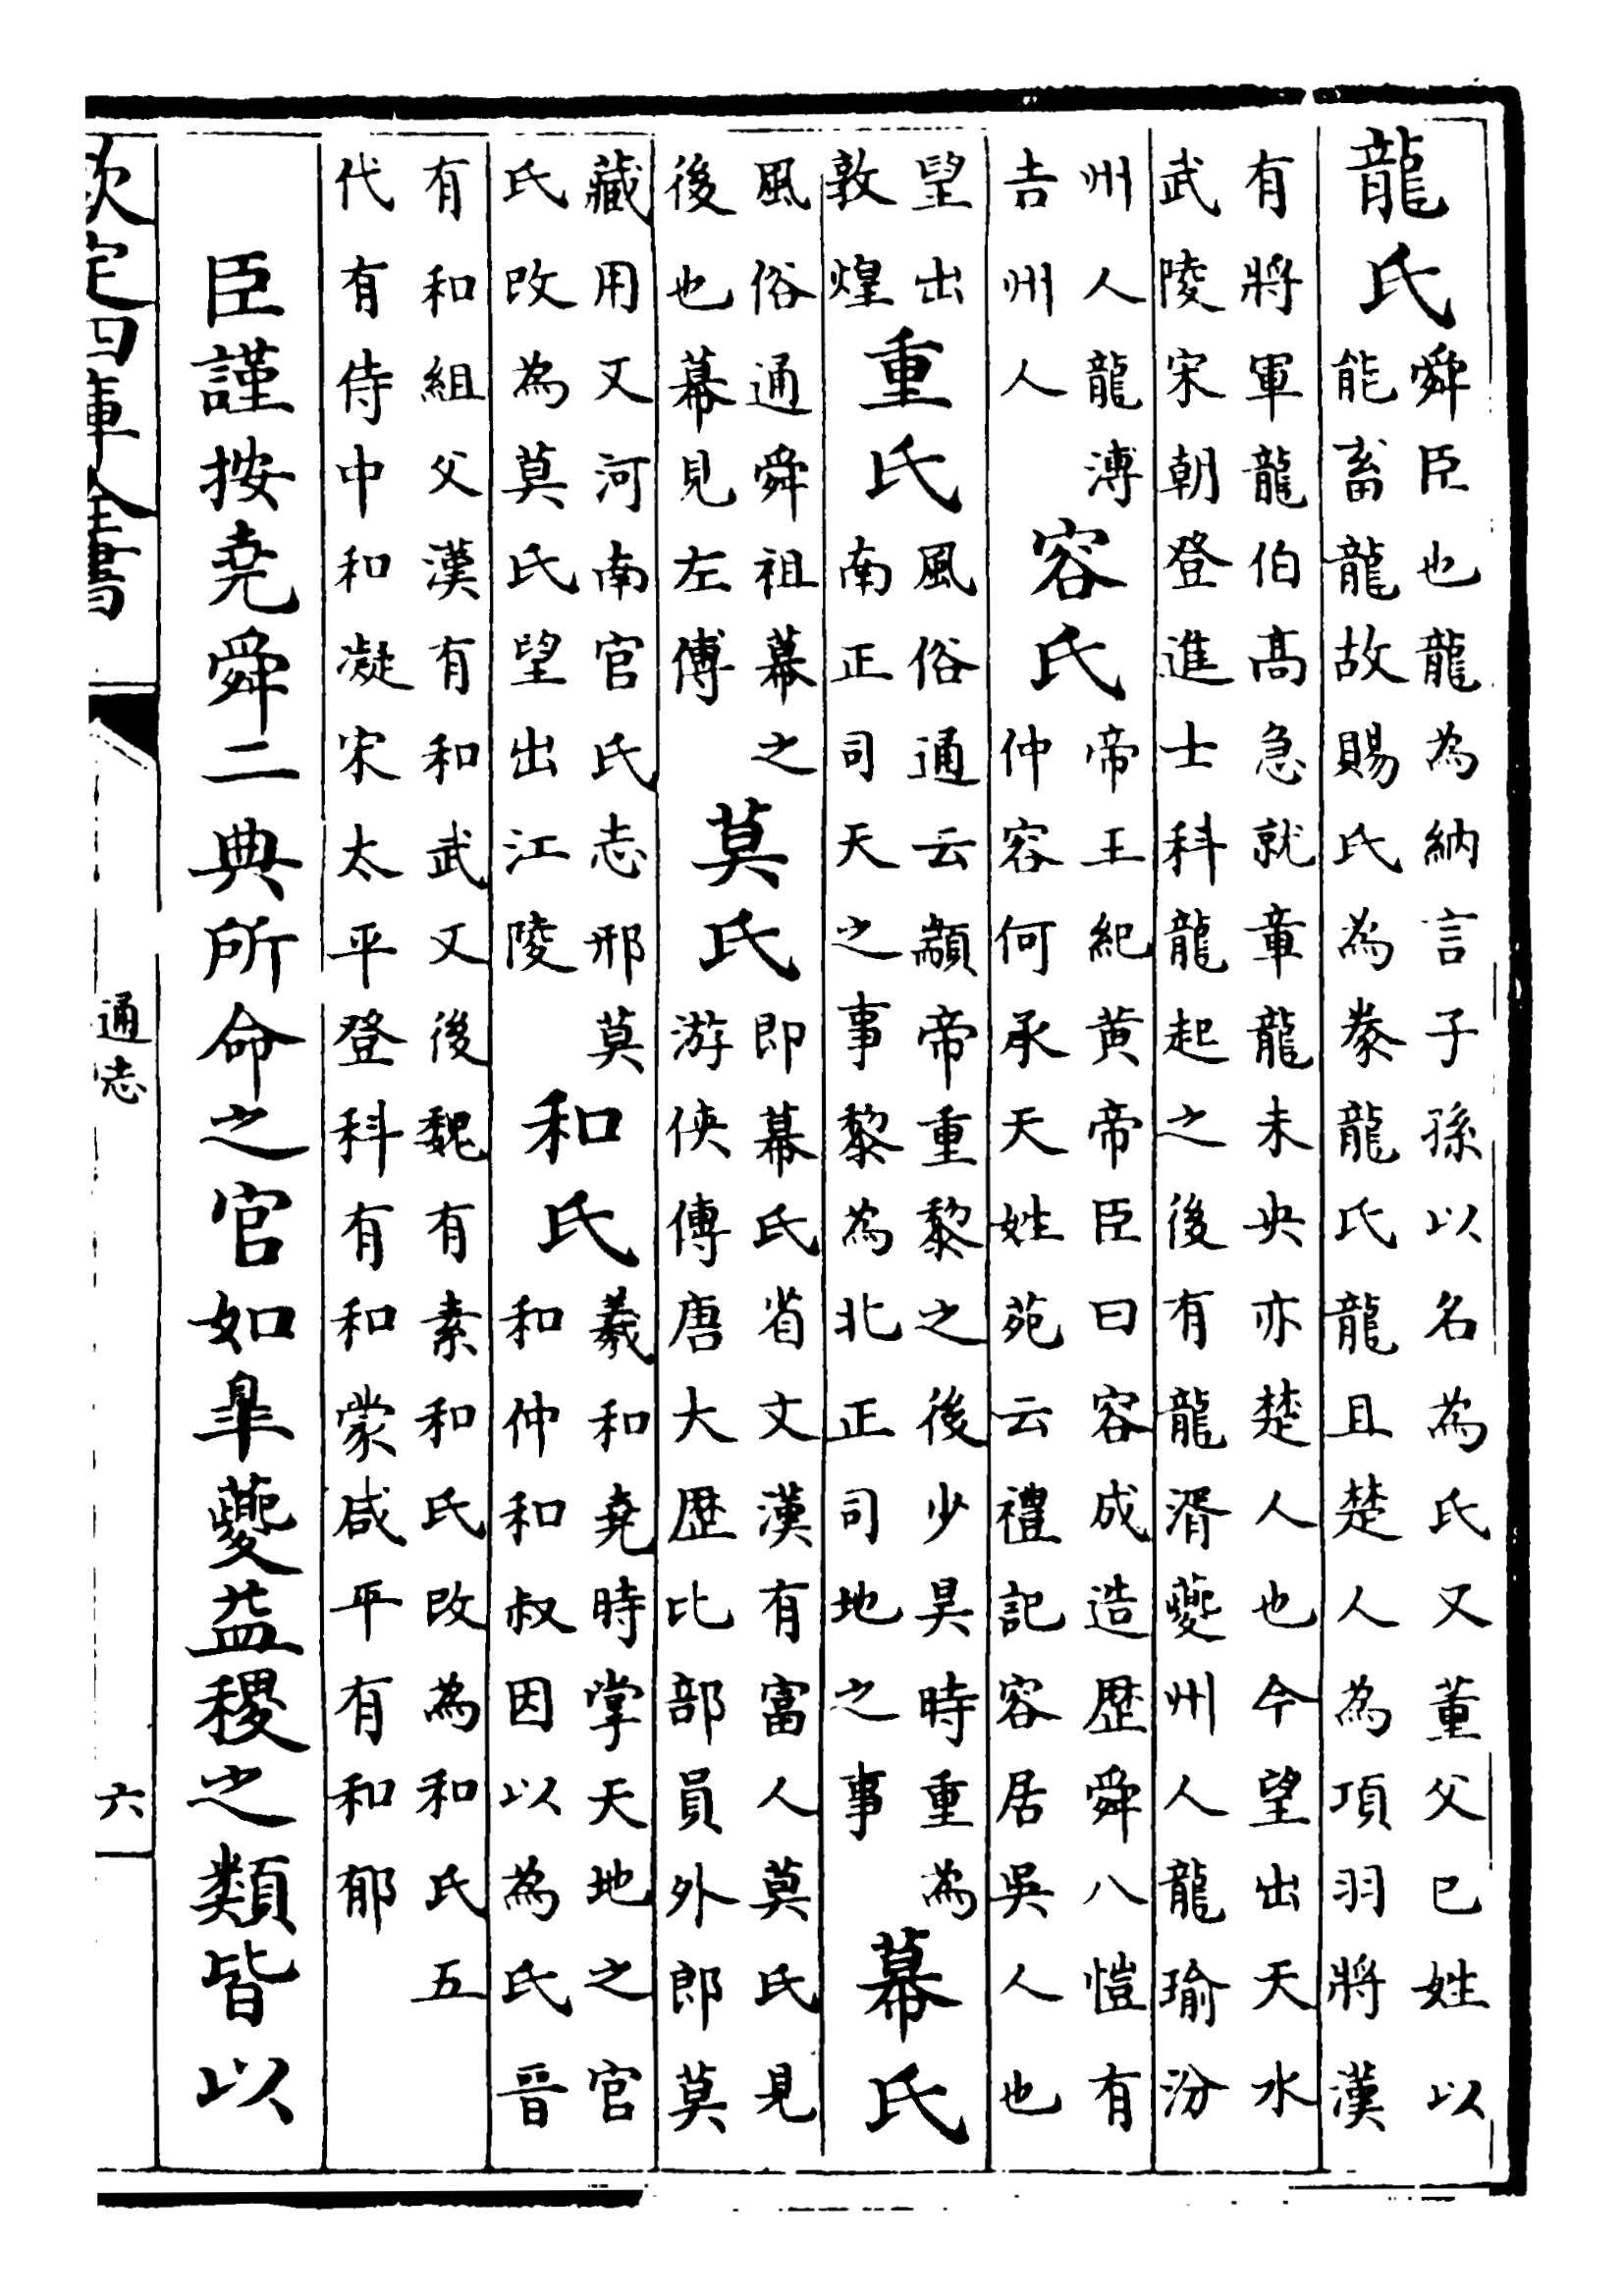 龍氏
舜臣也龍為納言子孫以名為氏又董父已姓以
能畜龍故賜氏為豢龍氏龍且楚人為項羽將漢
有將軍龍伯高急就章龍未央亦楚人也今望出天水
武陵宋朝登進士科龍起之後有龍湑夔州人龍瑜汾
州人龍溥
吉州人
容氏
帝王紀黄帝臣曰容成造歴舜八愷有
仲容何承天姓苑云禮記容居吳人也
望出
敦煌
重氏
風俗通云顓帝重黎之後少昊時重為
南正司天之事黎為北正司地之事
幕氏
風俗通舜祖幕之
後也幕見左傳
莫氏
即幕氏省文漢有富人莫氏見
游俠傳唐大歴比部員外郎莫
藏用又河南官氏志邢莫
氏改為莫氏望出江陵
和氏
羲和堯時掌天地之官
和仲和叔因以為氏晉
有和組父漢有和武又後魏有素和氏改為和氏五
代有侍中和凝宋太平登科有和蒙咸平有和郁
臣謹按堯舜二典所命之官如皐夔益稷之類皆以
欽定四庫全書
通志
六